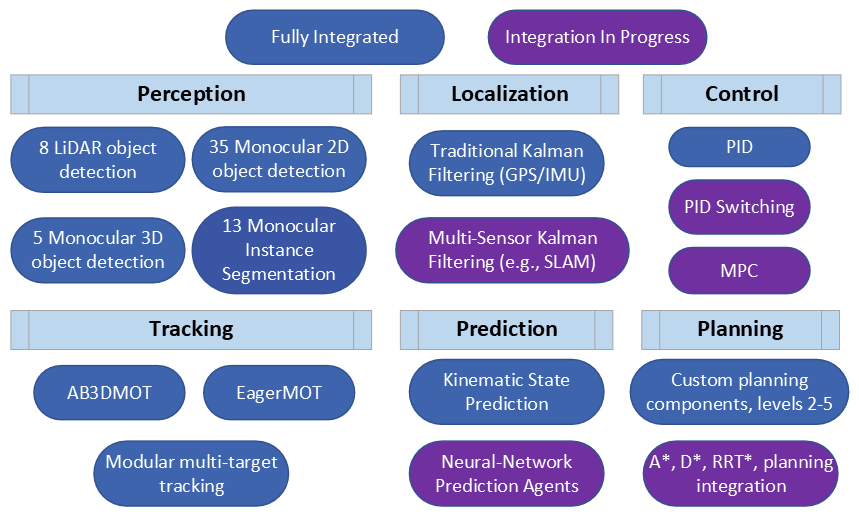 Fully Integrated
Integration In Progress
Perception
8 LiDAR object
detection
35 Monocular 2D
object detection
5 Monocular 3D
object detection
13 Monocular
Instance
Segmentation
Localization
Traditional Kalman
Filtering (GPS/IMU)
Multi-Sensor Kalman
Filtering (e.g., SLAM)
Control
PID
PID Switching
MPC
Tracking
AB3DMOT
EagerMOT
Modular multi-target
tracking
Prediction
Kinematic State
Prediction
Neural-Network
Prediction Agents
Planning
Custom planning
components, levels 2-5
A*, D*, RRT*, planning
integration